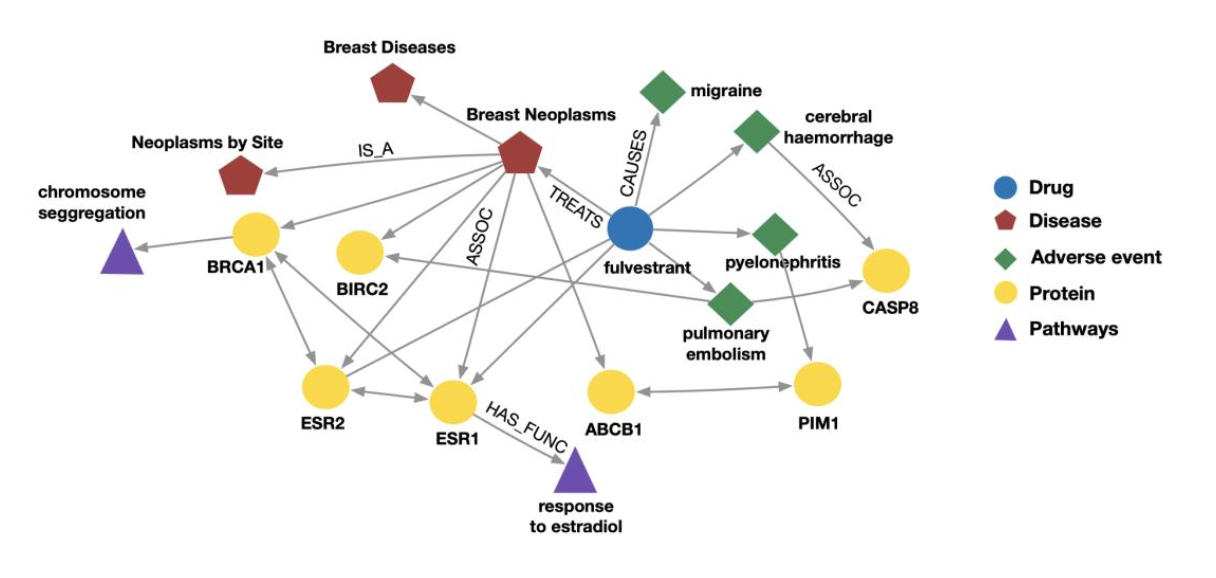 Breast Diseases
migraine
Breast Neoplasms
cerebral
haemorrhage
Neoplasms by Site
IS_A
CAUSES
ASSOC
chromosome
seggregation
TREATS
Drug
Disease
Adverse event
Protein
Pathways
ASSOC
BRCA1
BIRC2
fulvestrant
pyelonephritis
CASP8
pulmonary
embolism
ESR2
ESR1
HAS_FUNC
ABCB1
PIM1
response
to estradiol